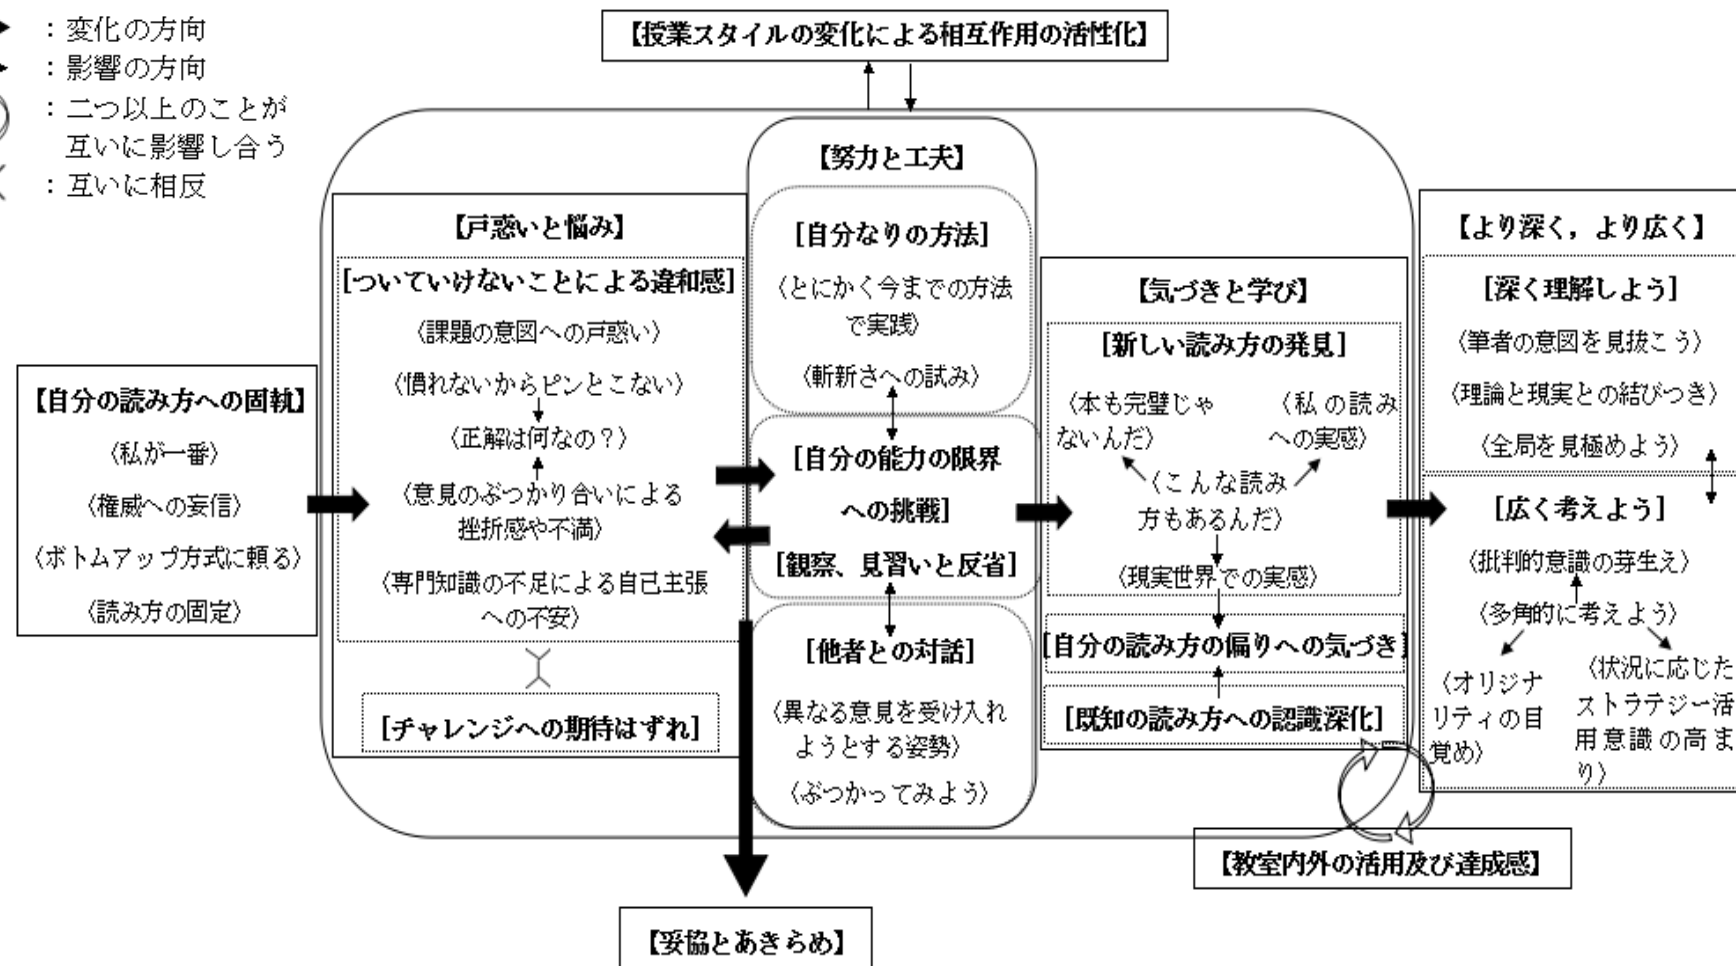 ：変化の方向
：影響の方向
：二つ以上のことが
互いに影響し合う
：互いに相反
【授業スタイルの変化による相互作用の活性化】
【自分の読み方への固執】
〈私が一番〉
〈権威への妄信〉
〈ボトムアップ方式に頼る〉
〈読み方の固定〉
【戸惑いと悩み】
[ついていけないことによる違和感]
〈課題の意図への戸惑い〉
〈慣れないからピンとこない〉
〈正解は何なの？〉
〈意見のぶつかり合いによる
挫折感や不満〉
〈専門知識の不足による自己主張
への不安〉
[チャレンジへの期待はずれ]
【努力と工夫】
[自分なりの方法]
〈とにかく今までの方法
で実践〉
〈斬新さへの試み〉
[自分の能力の限界
への挑戦]
[観察、見習いと反省]
[他者との対話]
〈異なる意見を受け入れ
ようとする姿勢〉
〈ぶつかってみよう〉
【気づきと学び】
[新しい読み方の発見]
〈本も完璧じゃ
ないんだ〉
〈私の読み
への実感〉
〈こんな読み
方もあるんだ〉
〈現実世界での実感〉
[自分の読み方の偏りへの気づき]
[既知の読み方への認識深化]
【より深く，より広く】
[深く理解しよう]
〈筆者の意図を見抜こう〉
〈理論と現実との結びつき〉
〈全局を見極めよう〉
[広く考えよう]
〈批判的意識の芽生え〉
〈多角的に考えよう〉
〈オリジナ
リティの目
覚め〉
〈状況に応じた
ストラテジー活
用意識の高ま
り〉
【教室内外の活用及び達成感】
【妥協とあきらめ】